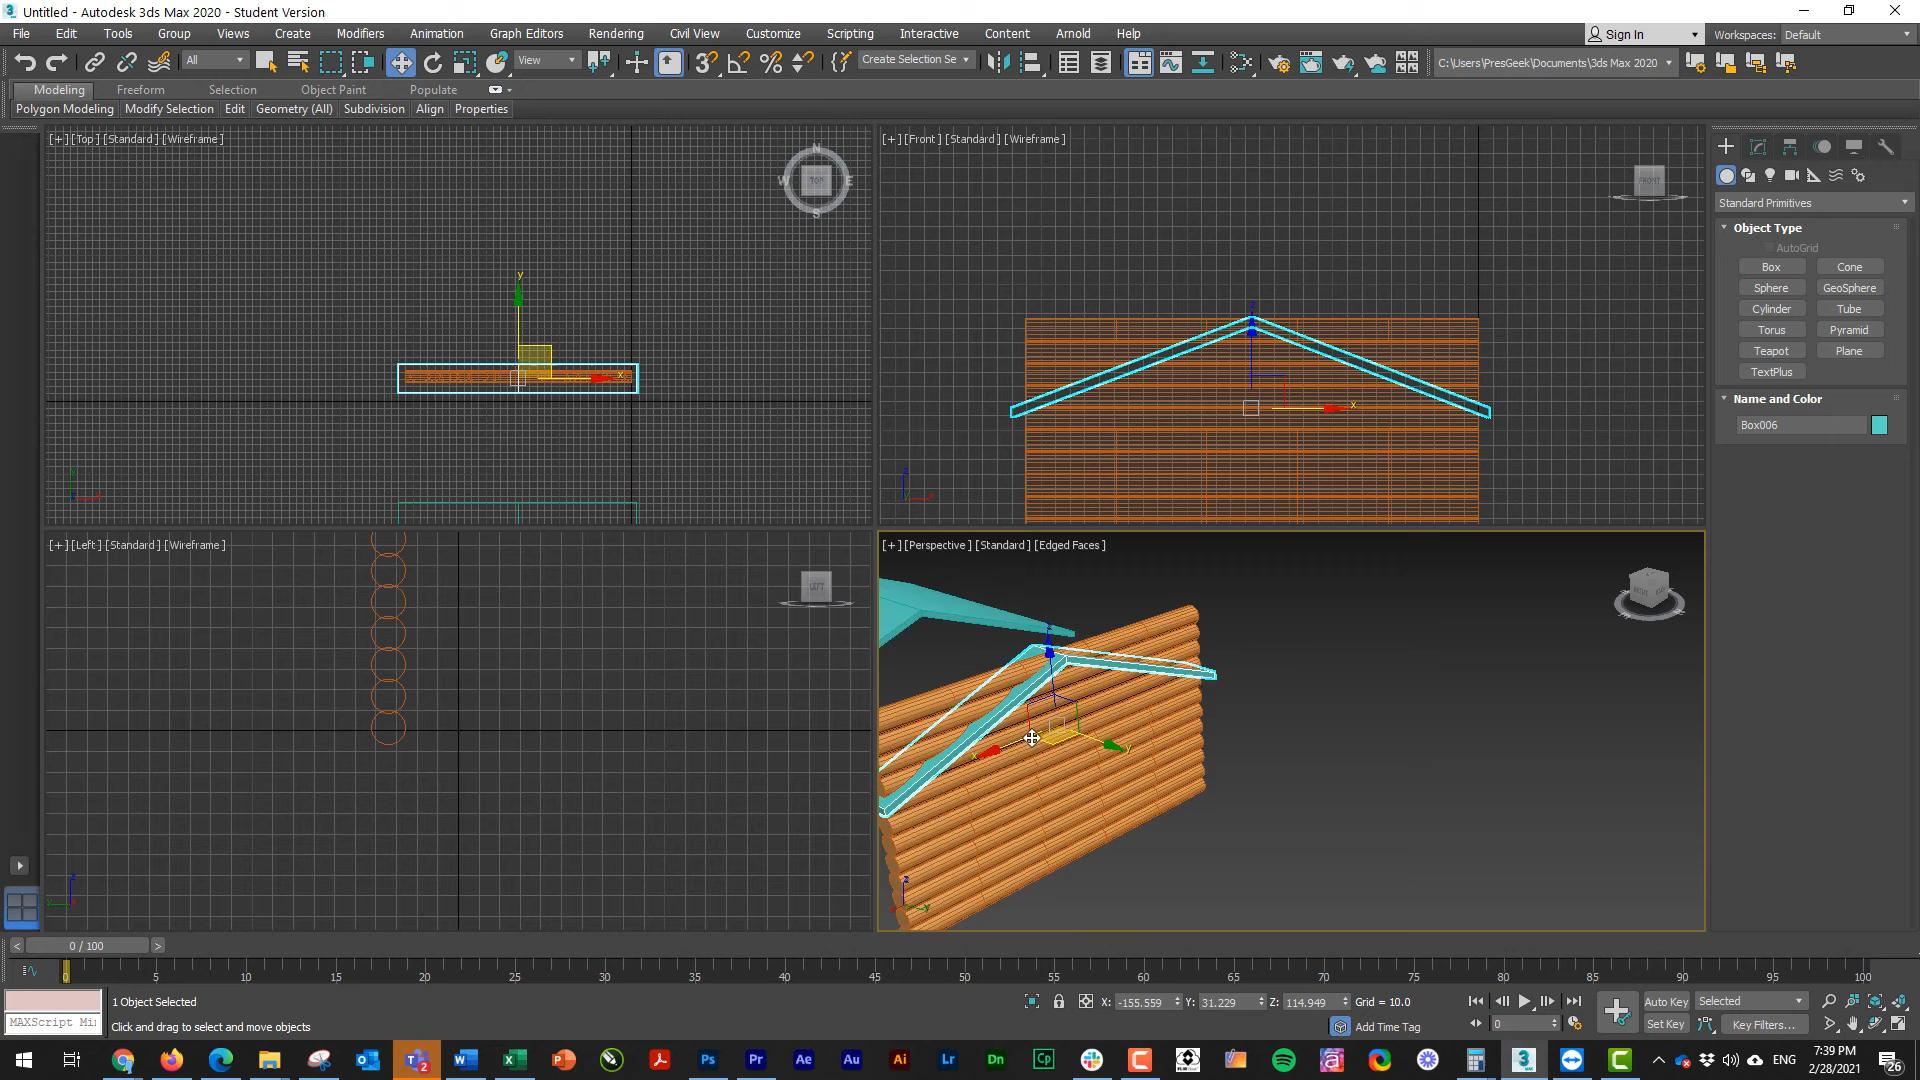 Untitled - Autodesk 3ds Max 2020 - Student Version
File Edit Tools Group Views Create Modifiers Animation Graph Editors Rendering Civil View Customize Scripting Interactive Content Arnold Help
Sign In Workspaces: Default
All View Create Selection Se C:\Users\PresGeek\Documents\3ds Max 2020
Modeling Freeform Selection Object Paint Populate
Polygon Modeling Modify Selection Edit Geometry (All) Subdivision Align Properties
[+] [Top] [Standard] [Wireframe]
[+] [Front] [Standard] [Wireframe]
N
W TOP E
S
FRONT
Standard Primitives
Object Type
AutoGrid
Box Cone
Sphere GeoSphere
Cylinder Tube
Torus Pyramid
Teapot Plane
TextPlus
Name and Color
Box006
y
x
z
x
[+] [Left] [Standard] [Wireframe]
[+] [Perspective] [Standard] [Edged Faces]
LEFT
x
y
z
< 0 / 100 >
0 5 10 15 20 25 30 35 40 45 50 55 60 65 70 75 80 85 90 95 100
1 Object Selected
X: -155.559 Y: 31.229 Z: 114.949 Grid = 10.0
Auto Key Selected
MAXScript Mi
Click and drag to select and move objects
Add Time Tag
0
Set Key Key Filters...
ENG
7:39 PM
2/28/2021
26